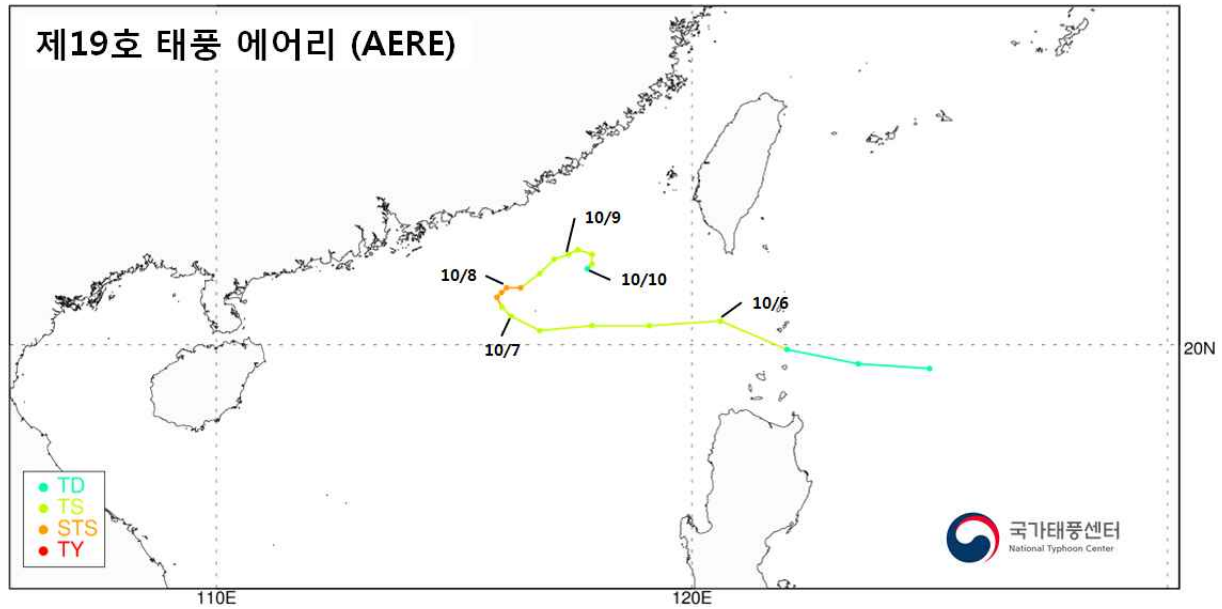 제19호 태풍 에어리 (AERE)
10/9
10/8
10/10
10/6
10/7
20N
TD
TS
STS
TY
국가태풍센터
National Typhoon Center
110E
120E